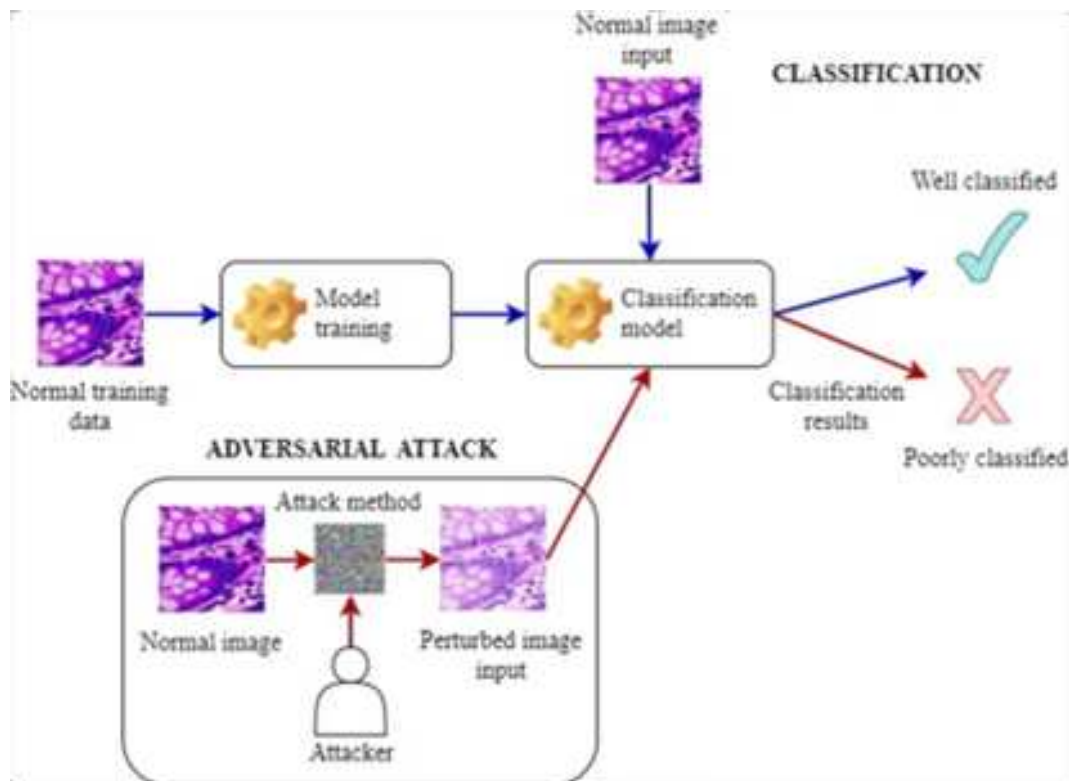 Normal image
input
CLASSIFICATION
Well classified
Model
training
Classification
model
Normal training
data
Classification
results
Poorly classified
ADVERSARIAL ATTACK
Attack method
Normal image
Perturbed image
input
Attacker